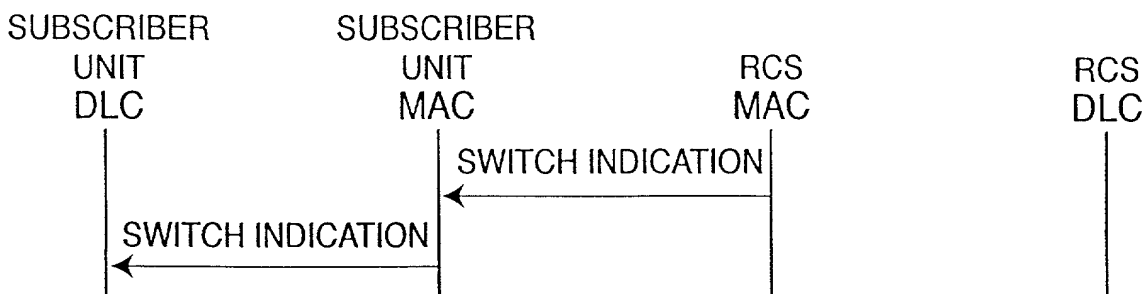 SUBSCRIBER
UNIT
DLC
SUBSCRIBER
UNIT
MAC
RCS
MAC
RCS
DLC
SWITCH INDICATION
SWITCH INDICATION